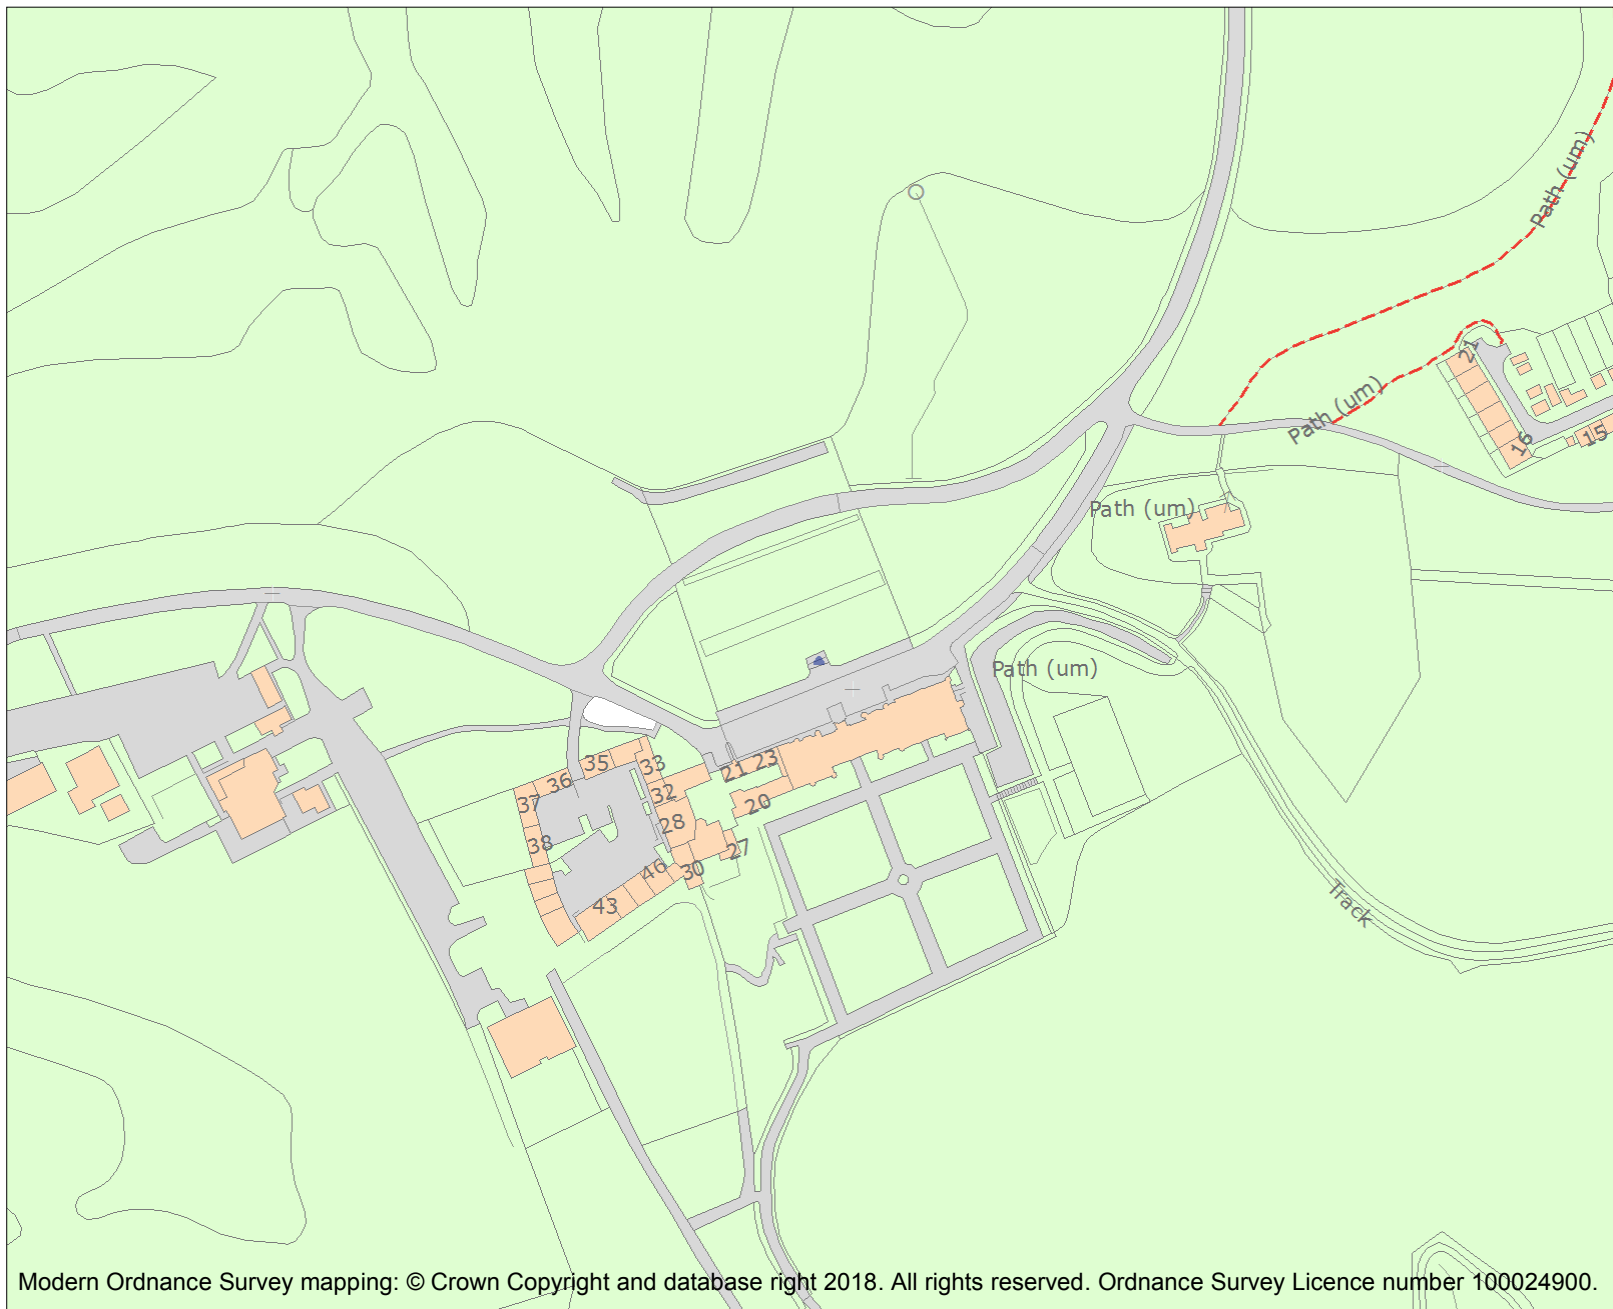 Path (um)
21
Path (um)
16
15
Path (um)
Path (um)
35
33
21
23
36
32
37
20
28
38
27
46
30
43
Track
Modern Ordnance Survey mapping: © Crown Copyright and database right 2018. All rights reserved. Ordnance Survey Licence number 100024900.